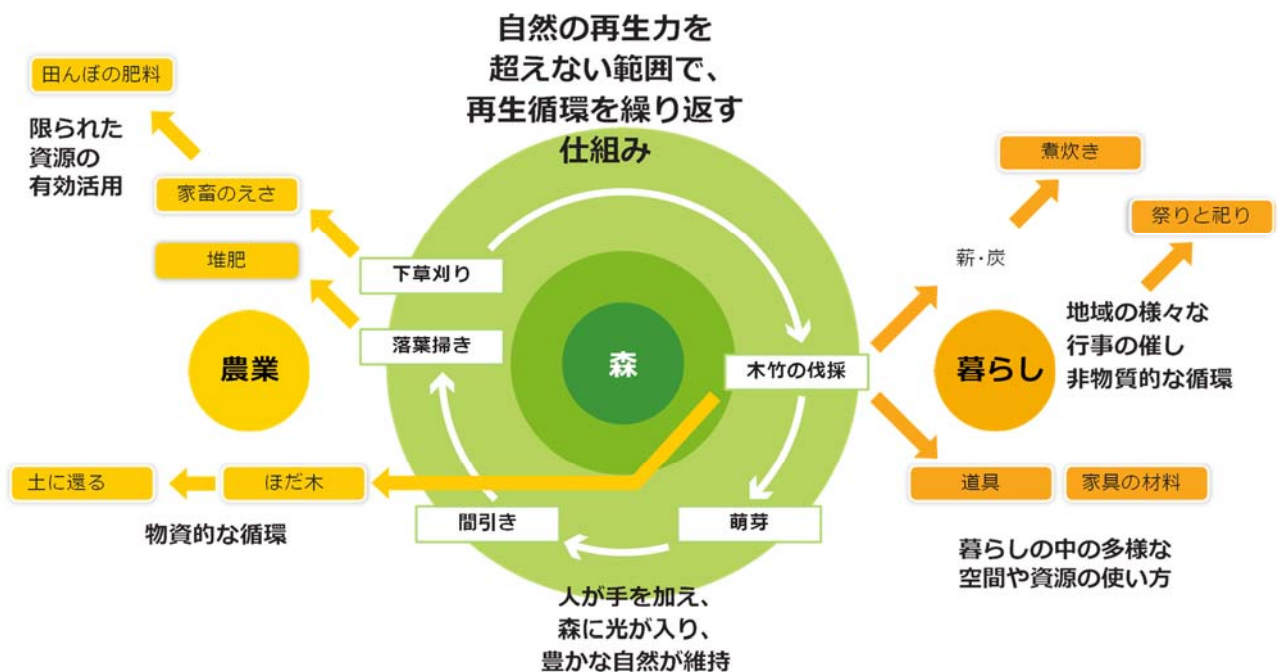 自然の再生力を
超えない範囲で、
再生循環を繰り返す
仕組み
田んぼの肥料
限られた
資源の
有効活用
家畜のえさ
堆肥
下草刈り
落葉掃き
農業
森
木竹の伐採
煮炊き
祭りと祀り
薪・炭
地域の様々な
行事の催し
非物質的な循環
暮らし
土に還る
ほだ木
物資的な循環
間引き
萌芽
道具
家具の材料
暮らしの中の多様な
空間や資源の使い方
人が手を加え、
森に光が入り、
豊かな自然が維持